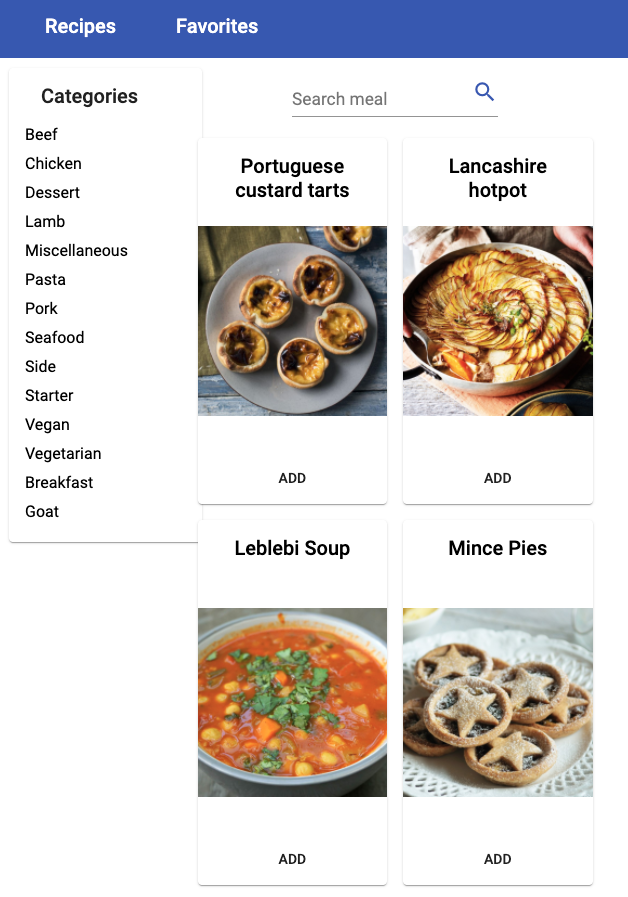 Recipes Favorites
Categories
Beef
Chicken
Dessert
Lamb
Miscellaneous
Pasta
Pork
Seafood
Side
Starter
Vegan
Vegetarian
Breakfast
Goat
Search meal
Portuguese
custard tarts
ADD
Lancashire
hotpot
ADD
Leblebi Soup
ADD
Mince Pies
ADD